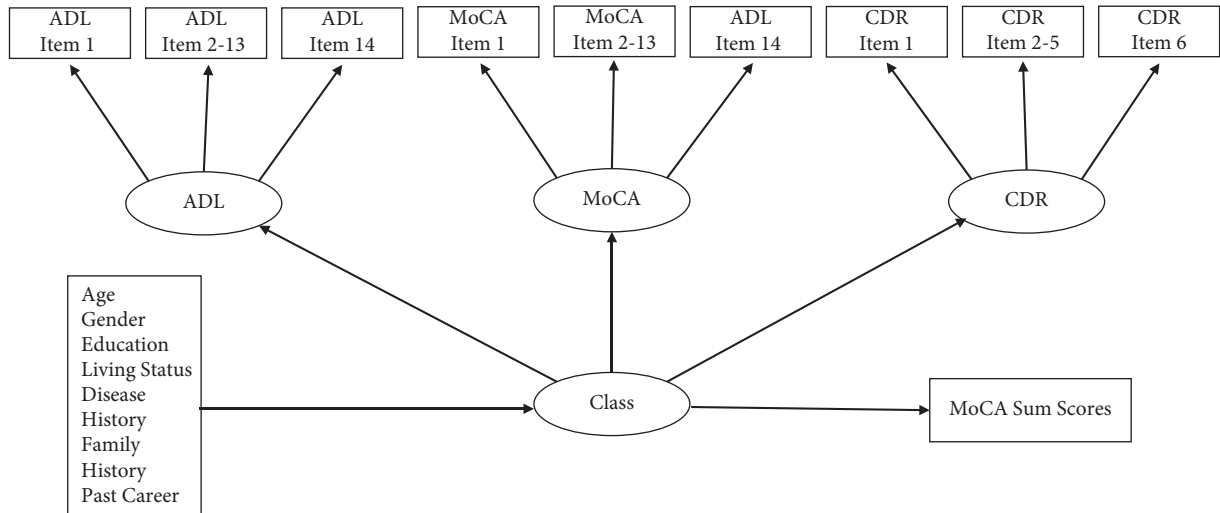 ADL
Item 1
ADL
Item 2-13
ADL
Item 14
MoCA
Item 1
MoCA
Item 2-13
ADL
Item 14
CDR
Item 1
CDR
Item 2-5
CDR
Item 6
ADL
MoCA
CDR
Age
Gender
Education
Living Status
Disease
History
Family
History
Past Career
Class
MoCA Sum Scores